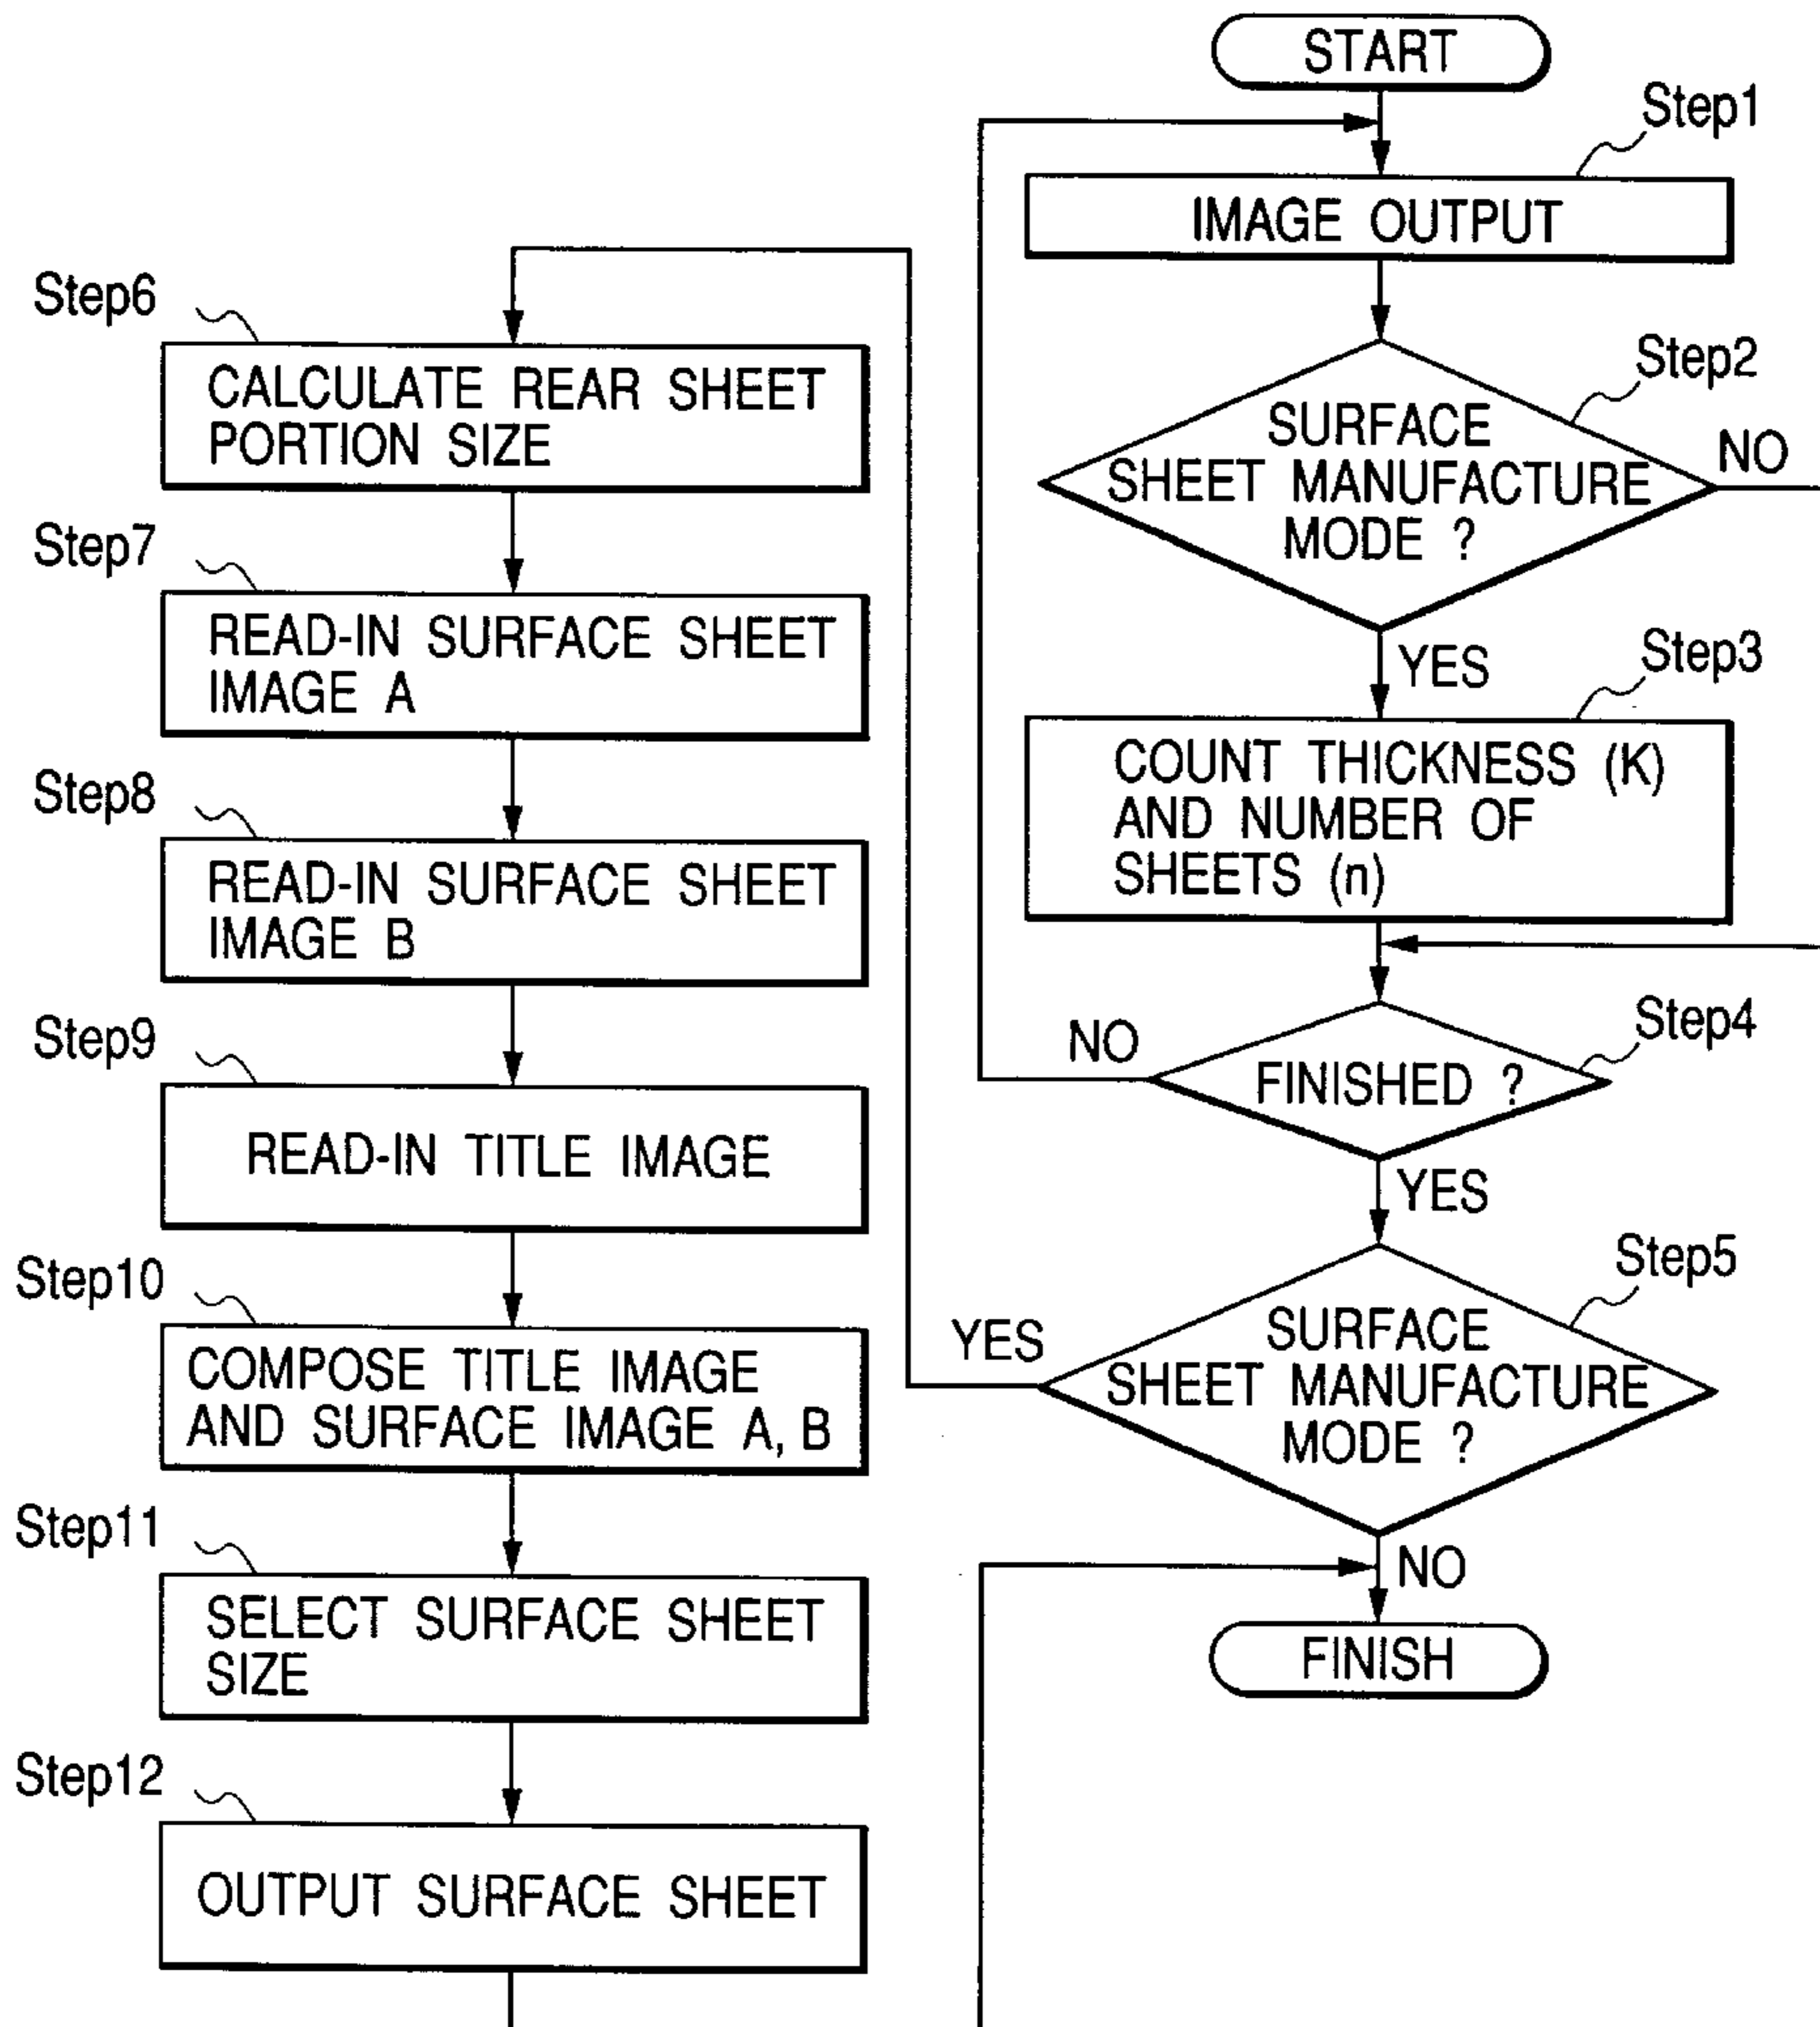 START
Step1
IMAGE OUTPUT
Step2
SURFACE
SHEET MANUFACTURE
MODE ?
NO
YES
Step3
COUNT THICKNESS (K)
AND NUMBER OF
SHEETS (n)
Step4
NO
FINISHED ?
YES
Step5
YES
SURFACE
SHEET MANUFACTURE
MODE ?
NO
FINISH
Step6
CALCULATE REAR SHEET
PORTION SIZE
Step7
READ-IN SURFACE SHEET
IMAGE A
Step8
READ-IN SURFACE SHEET
IMAGE B
Step9
READ-IN TITLE IMAGE
Step10
COMPOSE TITLE IMAGE
AND SURFACE IMAGE A, B
Step11
SELECT SURFACE SHEET
SIZE
Step12
OUTPUT SURFACE SHEET